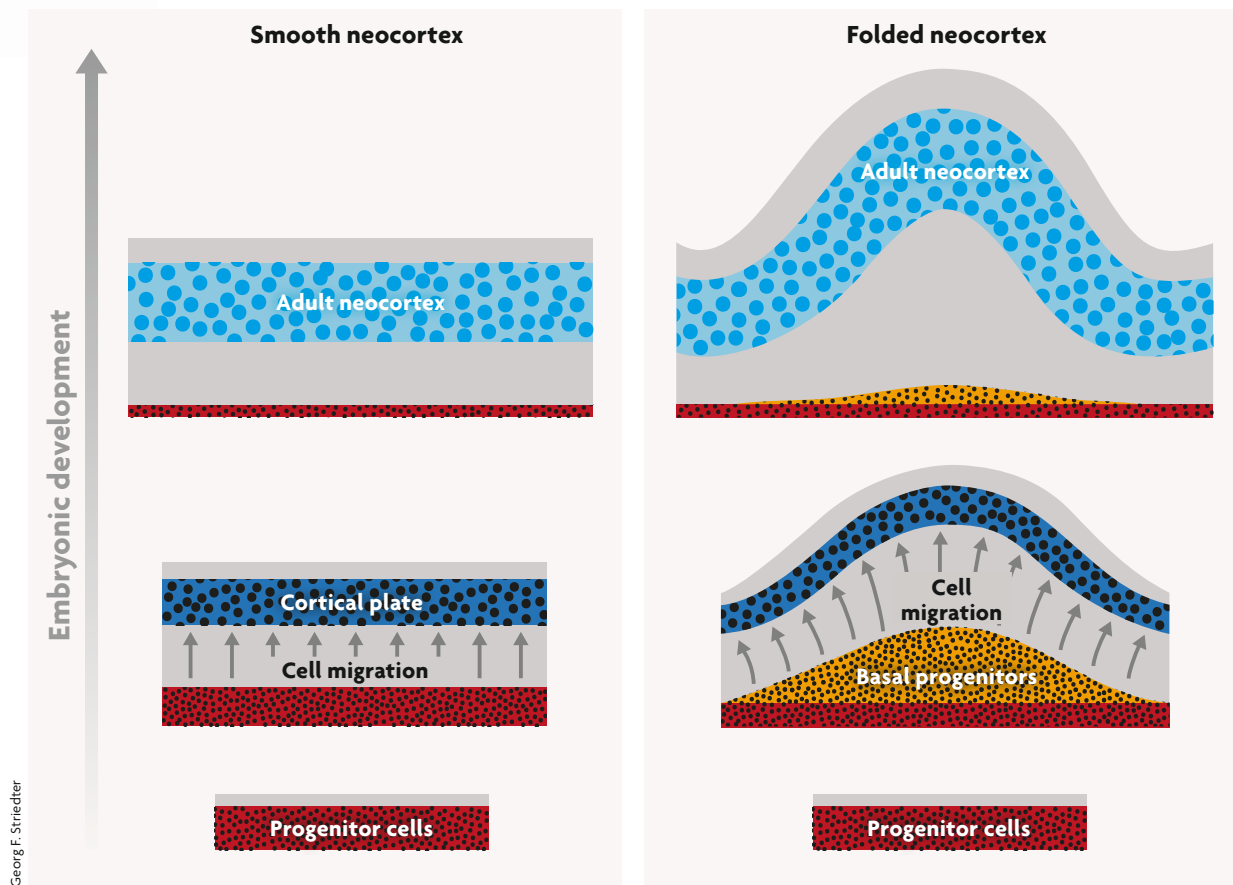 Smooth neocortex
Adult neocortex
Cortical plate
Cell migration
Progenitor cells
Folded neocortex
Adult neocortex
Cell
migration
Basal progenitors
Progenitor cells
Embryonic development
Georg F. Striedter